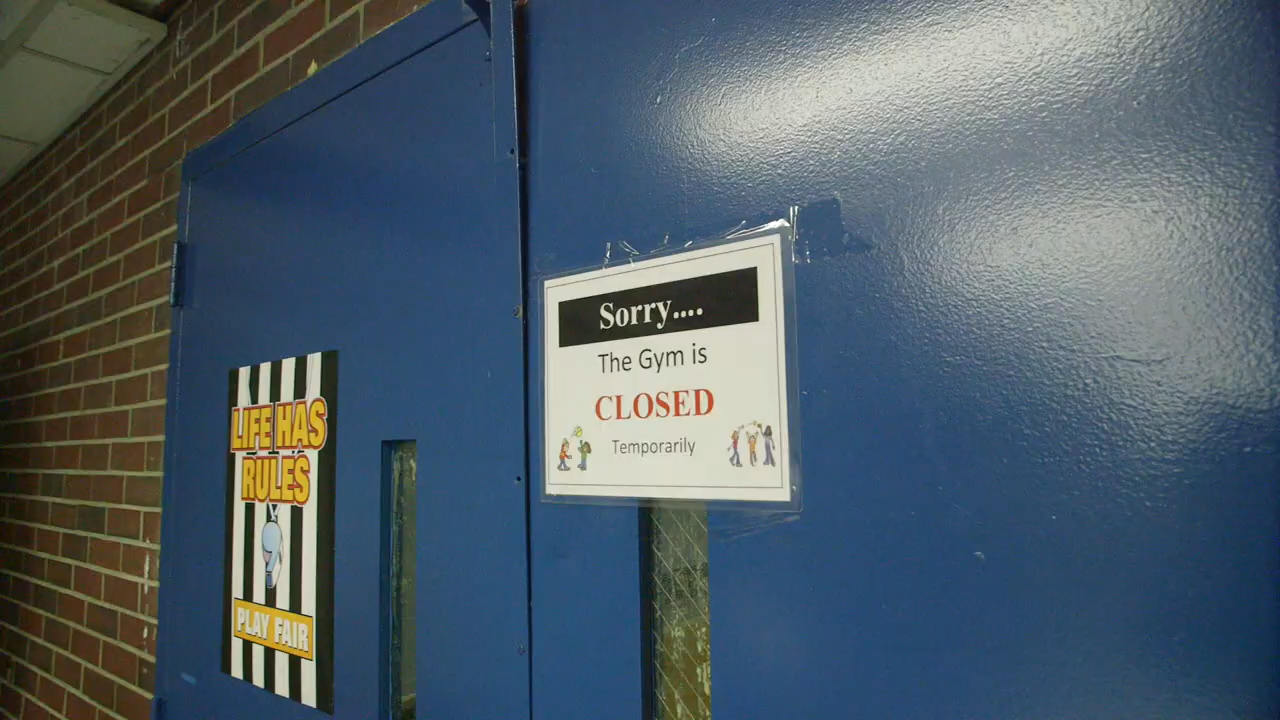 LIFE HAS
RULES
PLAY FAIR
Sorry....
The Gym is
CLOSED
Temporarily